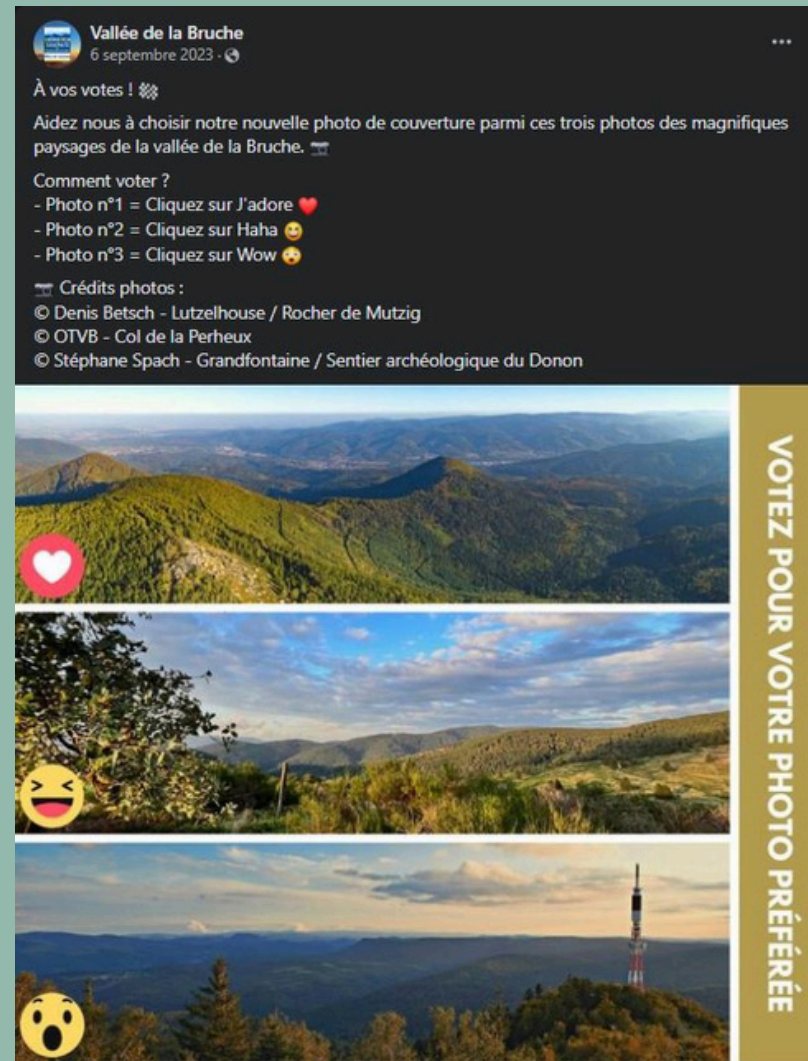 Vallée de la Bruche
6 septembre 2023 ·
À vos votes ! 
Aidez nous à choisir notre nouvelle photo de couverture parmi ces trois photos des magnifiques
paysages de la vallée de la Bruche. 📷
Comment voter ?
- Photo n°1 = Cliquez sur J'adore ❤️
- Photo n°2 = Cliquez sur Haha 😆
- Photo n°3 = Cliquez sur Wow 😲
📷 Crédits photos :
© Denis Betsch - Lutzelhouse / Rocher de Mutzig
© OTVB - Col de la Perheux
© Stéphane Spach - Grandfontaine / Sentier archéologique du Donon
VOTEZ POUR VOTRE PHOTO PRÉFÉRÉE